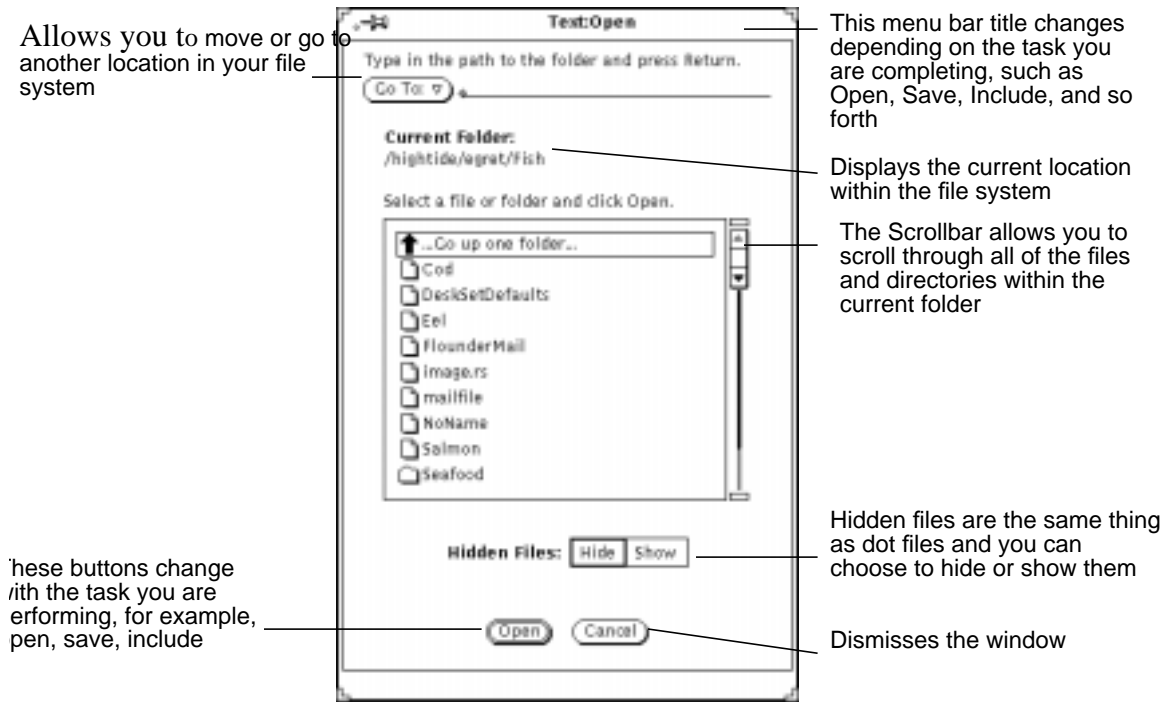 Allows you to move or go to
another location in your file
system
Text:Open
Type in the path to the folder and press Return.
Go To:
Current Folder:
/hightide/egret/Fish
Select a file or folder and click Open.
...Go up one folder...
Cod
DeskSetDefaults
Eel
FlounderMail
image.rs
mailfile
NoName
Salmon
Seafood
Hidden Files: Hide Show
Open Cancel
This menu bar title changes
depending on the task you
are completing, such as
Open, Save, Include, and so
forth
Displays the current location
within the file system
The Scrollbar allows you to
scroll through all of the files
and directories within the
current folder
Hidden files are the same thing
as dot files and you can
choose to hide or show them
hese buttons change
with the task you are
erforming, for example,
pen, save, include
Dismisses the window